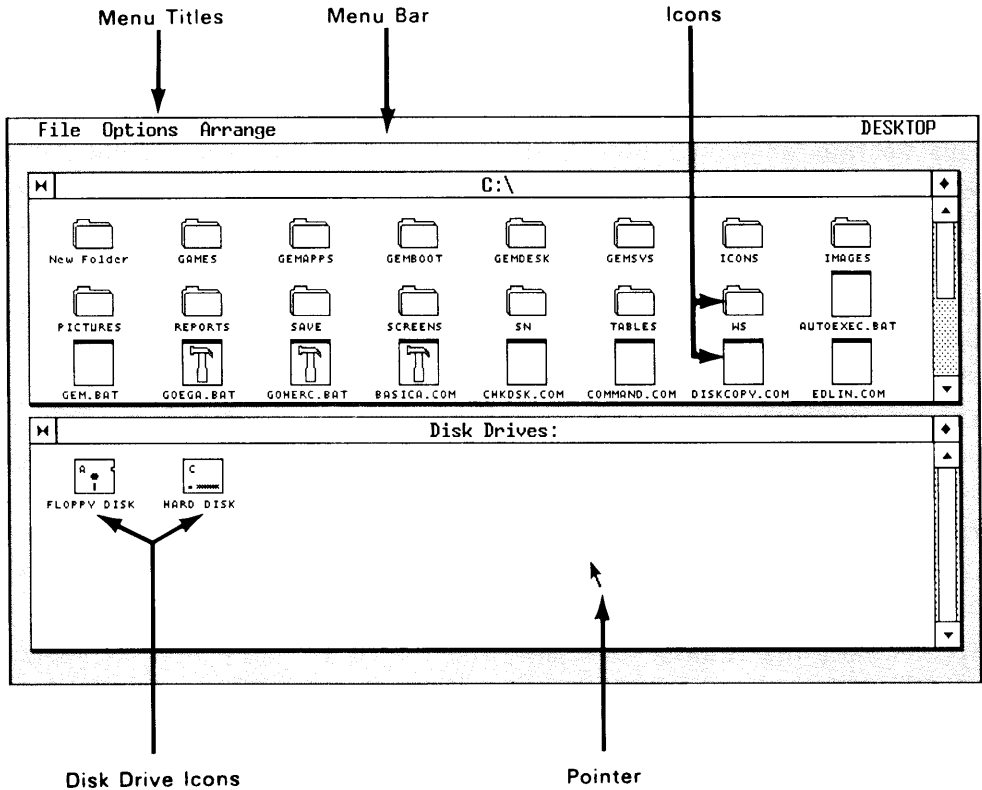 Menu Titles Menu Bar Icons
File Options Arrange DESKTOP
C:\
New Folder GAMES GEMAPPS GEMBOOT GEMDESK GEMSYS ICONS IMAGES
PICTURES REPORTS SAVE SCREENS SN TABLES WS AUTOEXEC.BAT
GEM.BAT GOEGA.BAT GOHERC.BAT BASICA.COM CHKDSK.COM COMMAND.COM DISKCOPY.COM EDLIN.COM
Disk Drives:
A C
FLOPPY DISK HARD DISK
Disk Drive Icons Pointer